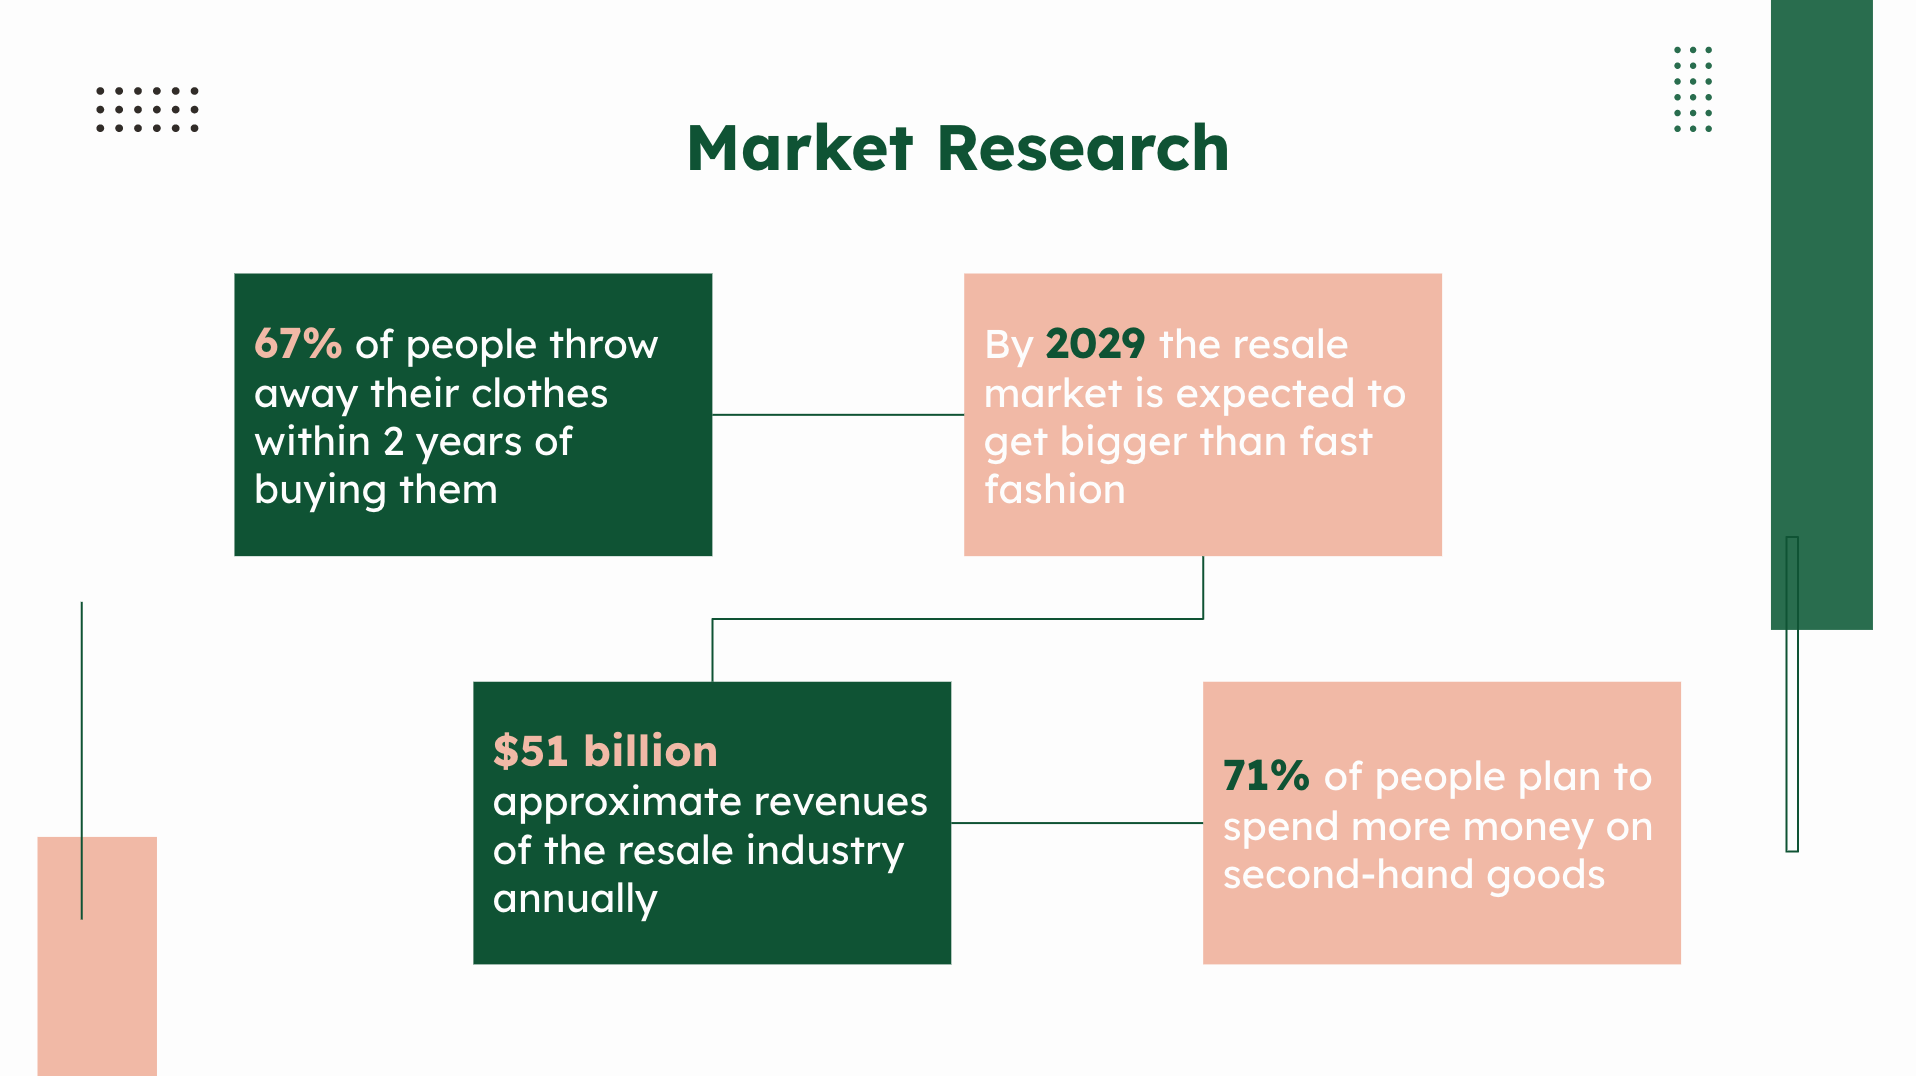 Market Research
67% of people throw
away their clothes
within 2 years of
buying them
By 2029 the resale
market is expected to
get bigger than fast
fashion
$51 billion
approximate revenues
of the resale industry
annually
71% of people plan to
spend more money on
second-hand goods